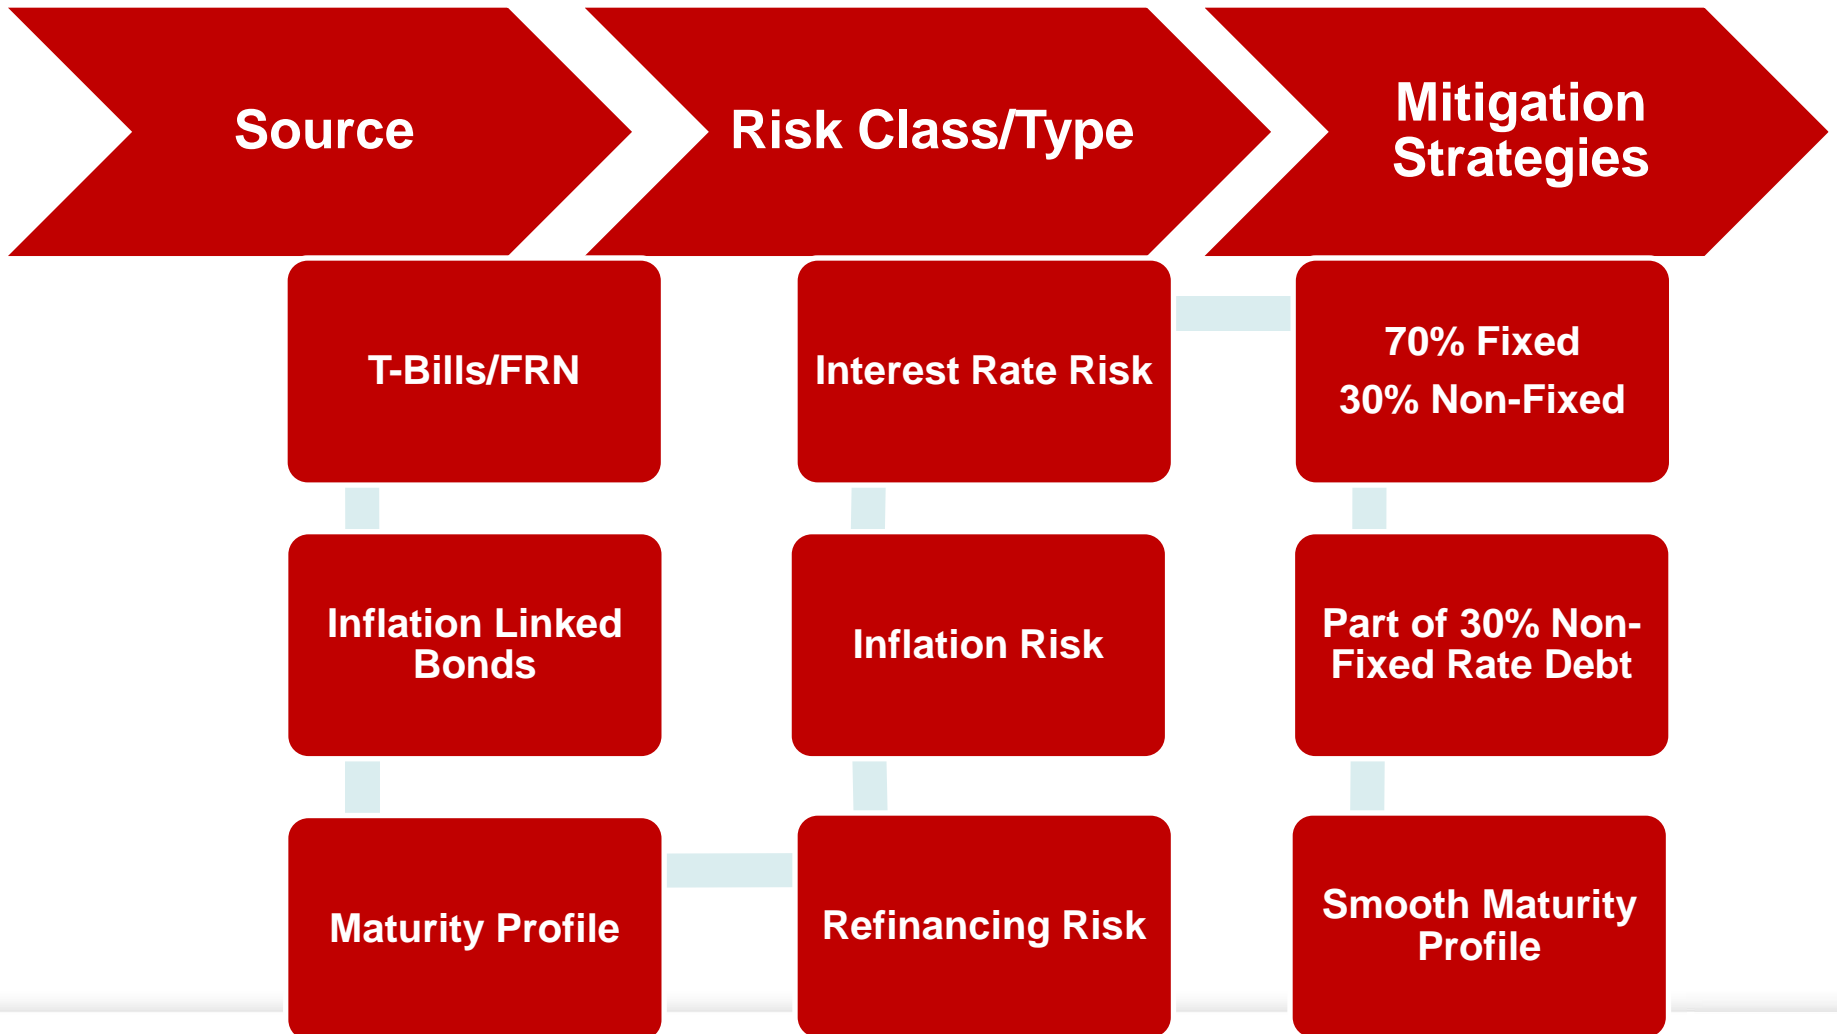 Source
Risk Class/Type
Mitigation
Strategies
T-Bills/FRN
Interest Rate Risk
70% Fixed
30% Non-Fixed
Inflation Linked
Bonds
Inflation Risk
Part of 30% Non-
Fixed Rate Debt
Maturity Profile
Refinancing Risk
Smooth Maturity
Profile